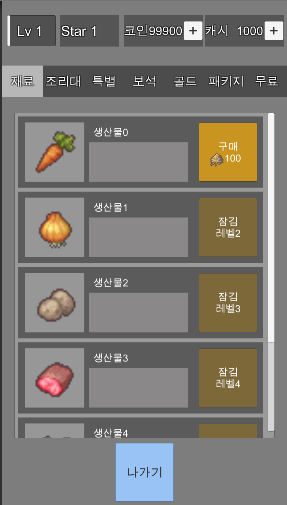 Lv 1 Star 1 코인99900 + 캐시 1000 +
재료 조리대 특별 보석 골드 패키지 무료
생산물0
구매
100
생산물1
잠김
레벨2
생산물2
잠김
레벨3
생산물3
잠김
레벨4
생산물4
나가기